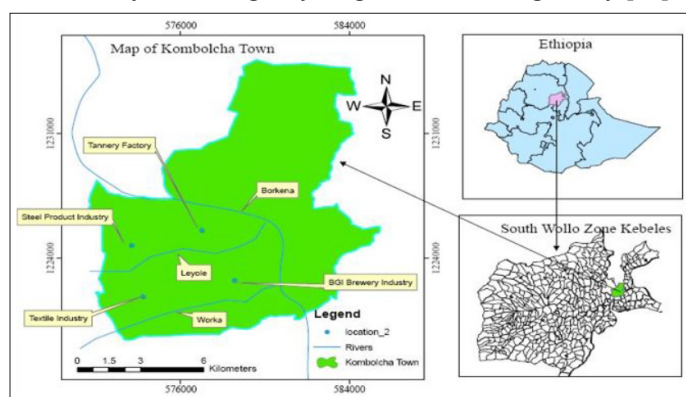 576000
584000
Map of Kombolcha Town
N
W
E
S
1231000
1231000
Tannery Factory
Borkena
Steel Product Industry
1224000
1224000
Leyole
BGI Brewery Industry
Textile Industry
Worka
Legend
location_2
Rivers
Kombolcha Town
0 1.5 3 6
Kilometers
576000
584000
Ethiopia
South Wollo Zone Kebeles